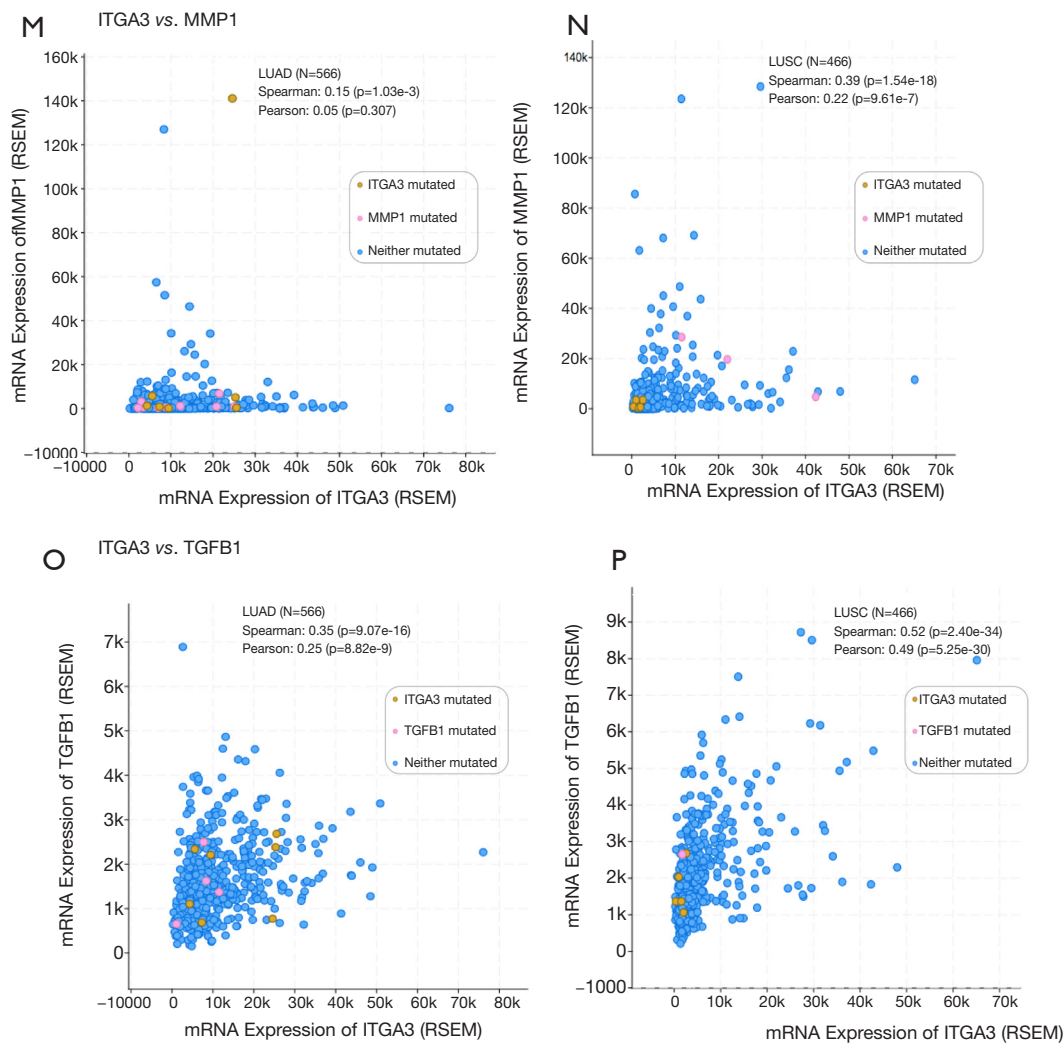 M
ITGA3 vs. MMP1
160k
140k
120k
100k
80k
60k
40k
20k
0
−10000
−10000 0 10k 20k 30k 40k 50k 60k 70k 80k
mRNA Expression ofMMP1 (RSEM)
mRNA Expression of ITGA3 (RSEM)
LUAD (N=566)
Spearman: 0.15 (p=1.03e-3)
Pearson: 0.05 (p=0.307)
ITGA3 mutated
MMP1 mutated
Neither mutated
N
140k
120k
100k
80k
60k
40k
20k
0
0 10k 20k 30k 40k 50k 60k 70k
mRNA Expression of MMP1 (RSEM)
mRNA Expression of ITGA3 (RSEM)
LUSC (N=466)
Spearman: 0.39 (p=1.54e-18)
Pearson: 0.22 (p=9.61e-7)
ITGA3 mutated
MMP1 mutated
Neither mutated
O
ITGA3 vs. TGFB1
7k
6k
5k
4k
3k
2k
1k
0
−10000 0 10k 20k 30k 40k 50k 60k 70k 80k
mRNA Expression of TGFB1 (RSEM)
mRNA Expression of ITGA3 (RSEM)
LUAD (N=566)
Spearman: 0.35 (p=9.07e-16)
Pearson: 0.25 (p=8.82e-9)
ITGA3 mutated
TGFB1 mutated
Neither mutated
P
9k
8k
7k
6k
5k
4k
3k
2k
1k
0
−1000
0 10k 20k 30k 40k 50k 60k 70k
mRNA Expression of TGFB1 (RSEM)
mRNA Expression of ITGA3 (RSEM)
LUSC (N=466)
Spearman: 0.52 (p=2.40e-34)
Pearson: 0.49 (p=5.25e-30)
ITGA3 mutated
TGFB1 mutated
Neither mutated